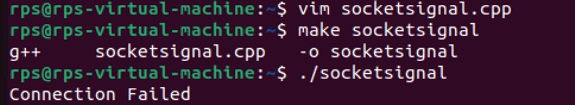 rps@rps-virtual-machine:~$ vim socketsignal.cpp
rps@rps-virtual-machine:~$ make socketsignal
g++     socketsignal.cpp   -o socketsignal
rps@rps-virtual-machine:~$ ./socketsignal
Connection Failed